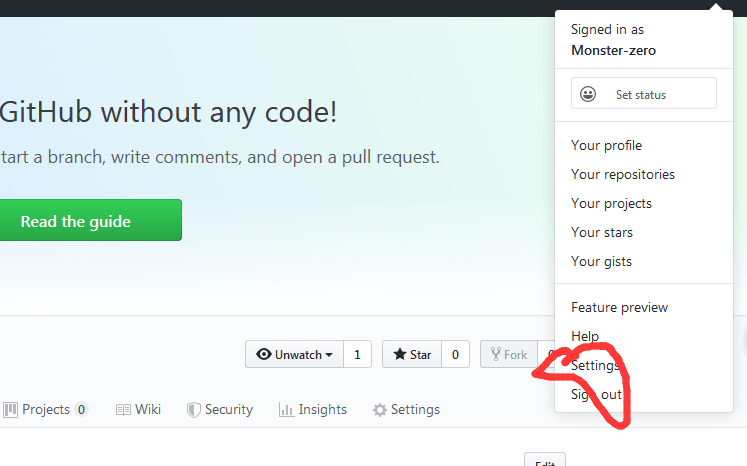 Signed in as
Monster-zero
Set status
GitHub without any code!
tart a branch, write comments, and open a pull request.
Read the guide
Your profile
Your repositories
Your projects
Your stars
Your gists
Feature preview
Help
Settings
Sign out
Unwatch 1 Star 0 Fork
Projects 0 Wiki Security Insights Settings
Edit